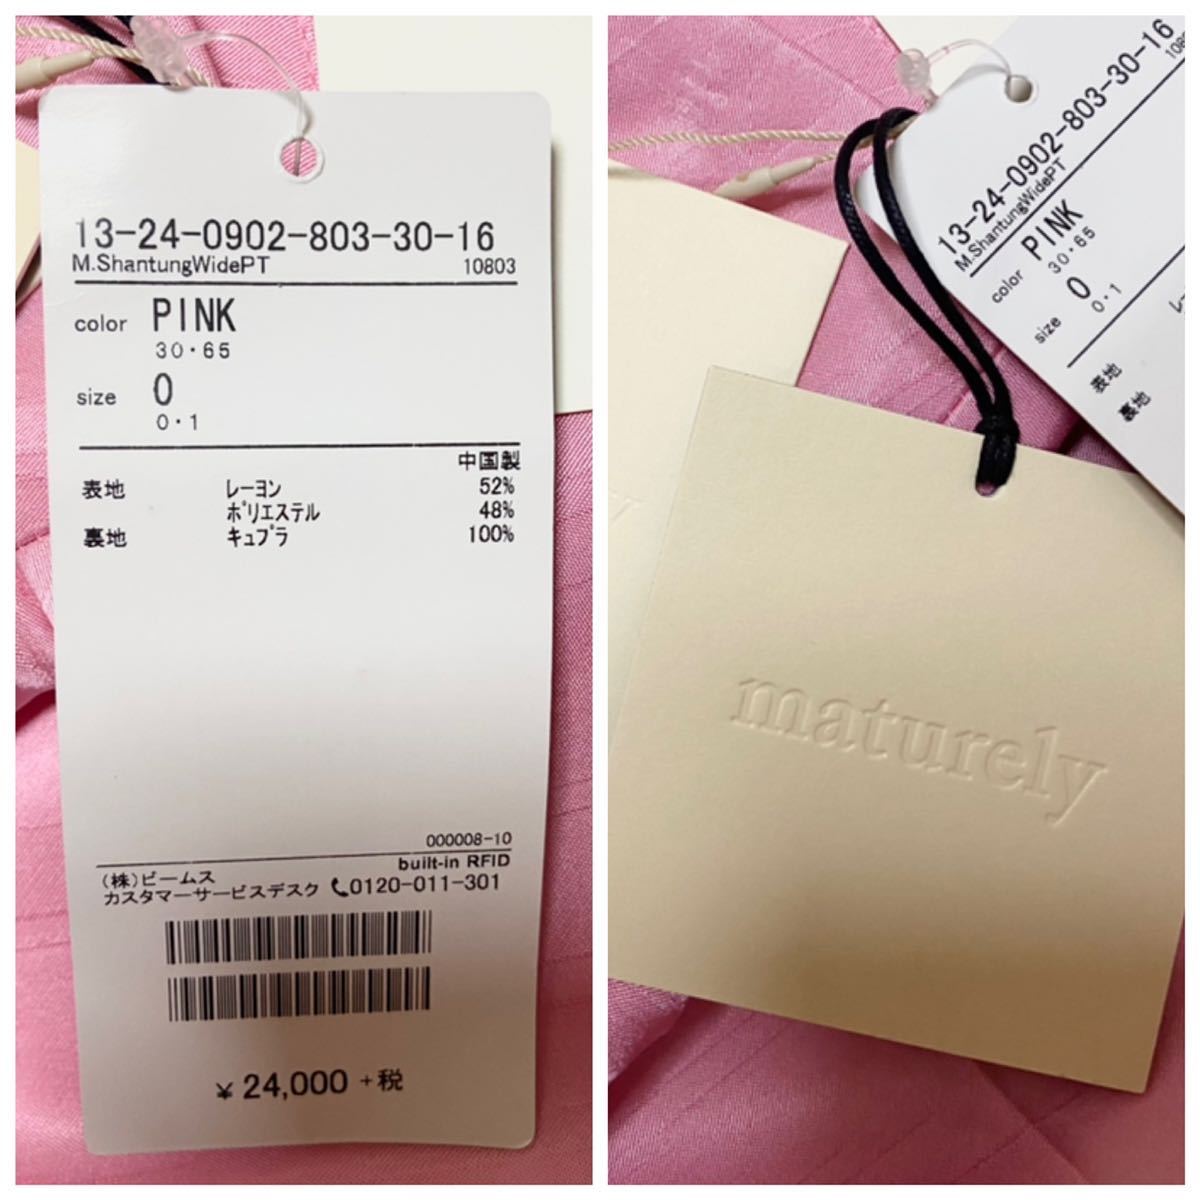 13-24-0902-803-30-16
M.ShantungWidePT 10803
color PINK
30・65
size 0
0・1
中国製
表地 レーヨン 52%
ポリエステル 48%
裏地 キュプラ 100%
000008-10
built-in RFID
(株)ビームス
カスタマーサービスデスク 0120-011-301
¥ 24,000 +税
13-24-0902-803-30-16
M.ShantungWidePT
color PINK
30・65
size 0
0・1
表地
裏地
maturely